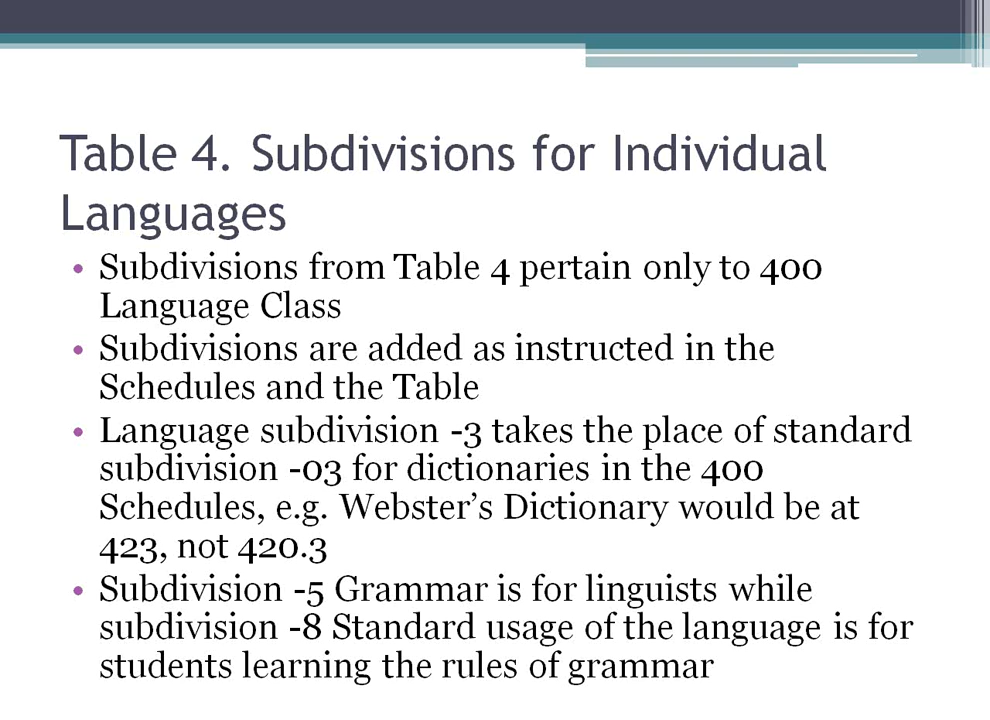 Table 4. Subdivisions for Individual
Languages
• Subdivisions from Table 4 pertain only to 400
Language Class
• Subdivisions are added as instructed in the
Schedules and the Table
• Language subdivision -3 takes the place of standard
subdivision -03 for dictionaries in the 400
Schedules, e.g. Webster’s Dictionary would be at
423, not 420.3
• Subdivision -5 Grammar is for linguists while
subdivision -8 Standard usage of the language is for
students learning the rules of grammar